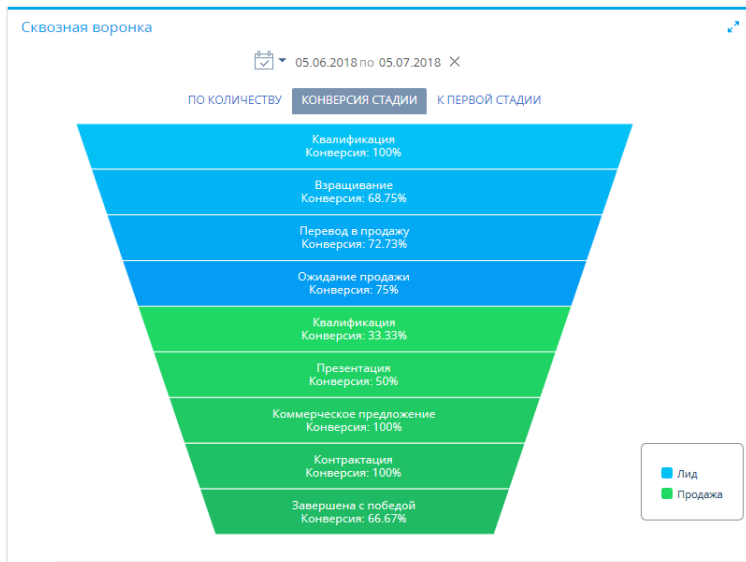 Сквозная воронка
05.06.2018 по 05.07.2018
ПО КОЛИЧЕСТВУ КОНВЕРСИЯ СТАДИИ К ПЕРВОЙ СТАДИИ
Квалификация
Конверсия: 100%
Взращивание
Конверсия: 68.75%
Перевод в продажу
Конверсия: 72.73%
Ожидание продажи
Конверсия: 75%
Квалификация
Конверсия: 33.33%
Презентация
Конверсия: 50%
Коммерческое предложение
Конверсия: 100%
Контрактация
Конверсия: 100%
Завершена с победой
Конверсия: 66.67%
Лид
Продажа